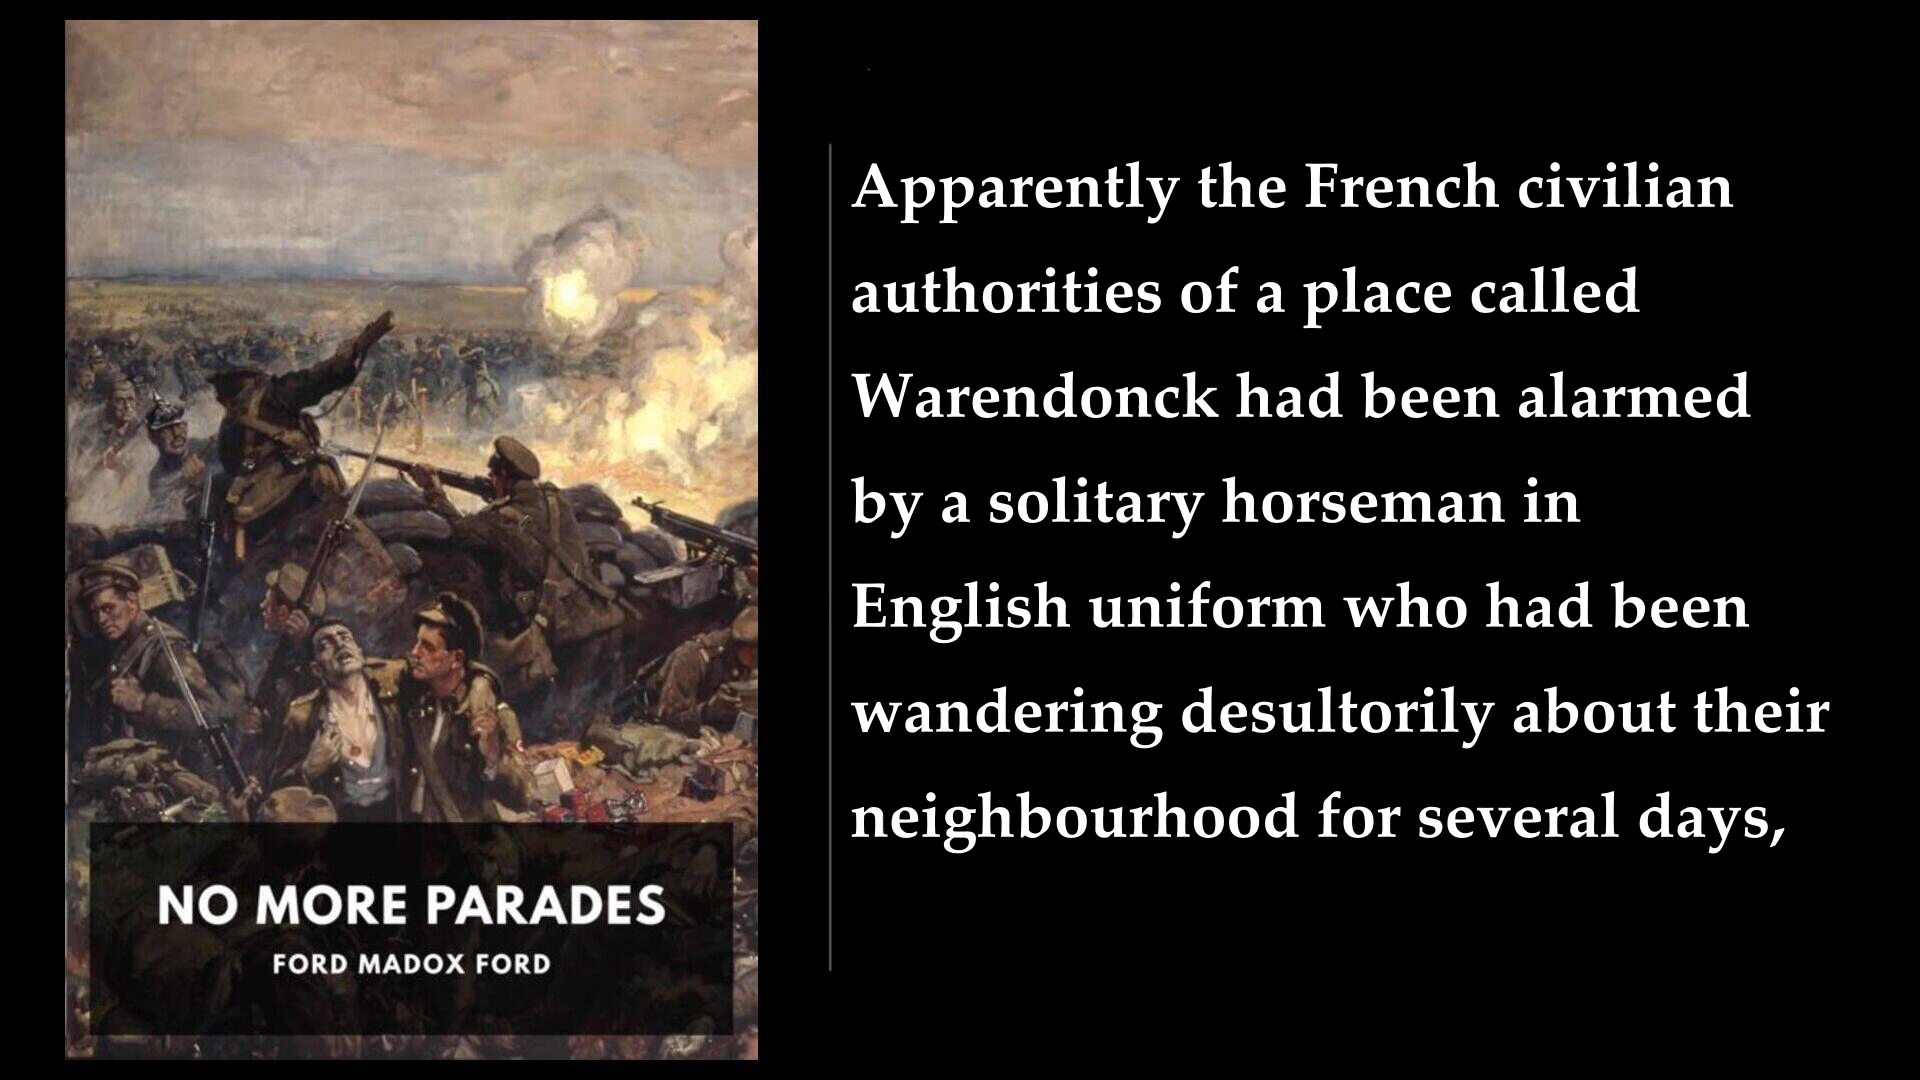 NO MORE PARADES
FORD MADOX FORD
Apparently the French civilian
authorities of a place called
Warendonck had been alarmed
by a solitary horseman in
English uniform who had been
wandering desultorily about their
neighbourhood for several days,